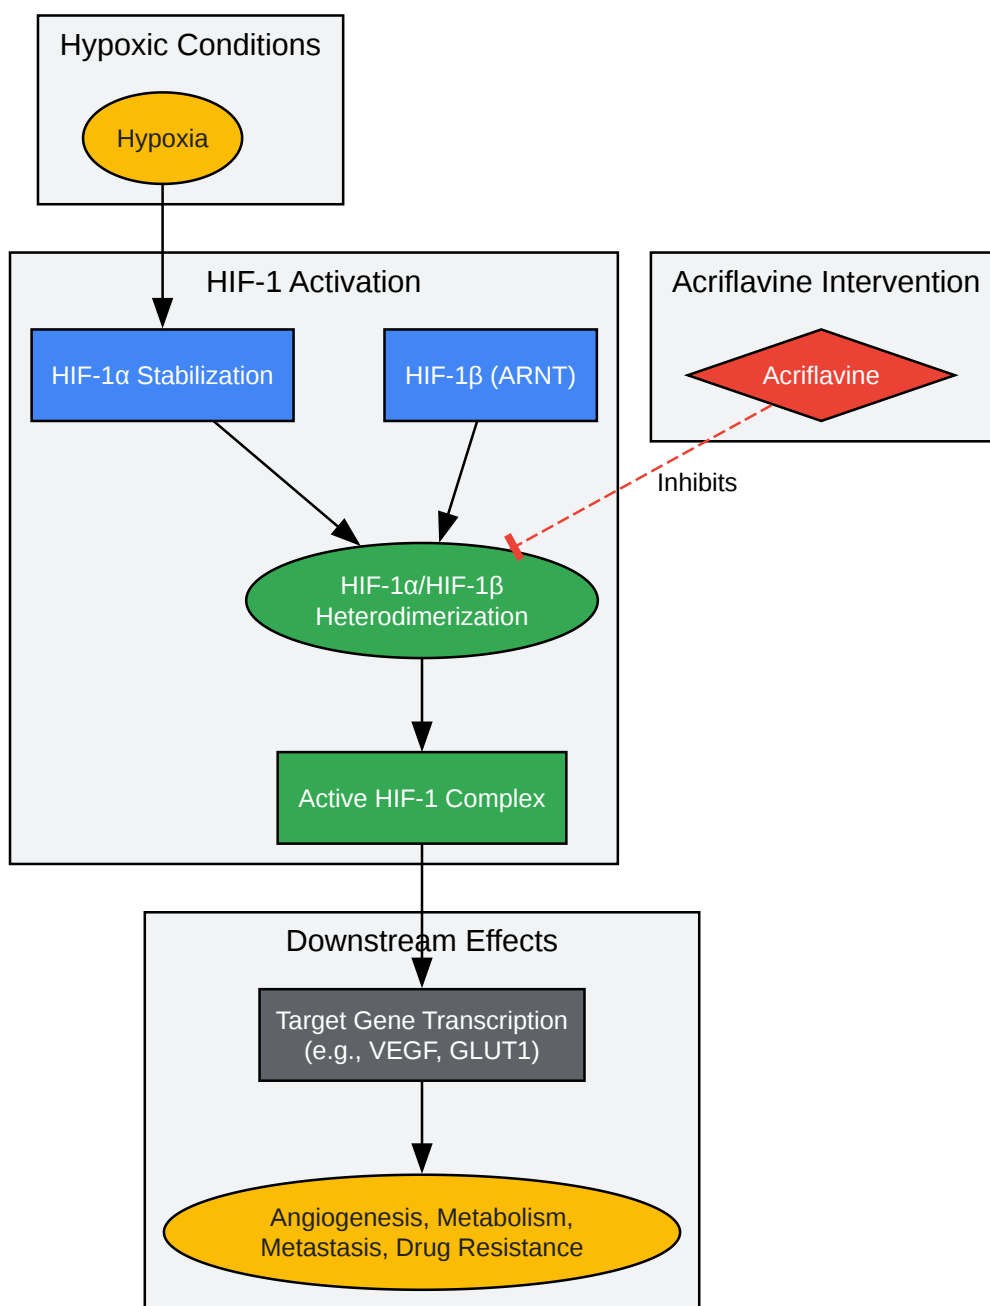 Hypoxic Conditions
Hypoxia
HIF-1 Activation
Acriflavine Intervention
HIF-1α Stabilization
HIF-1β (ARNT)
Acriflavine
Inhibits
HIF-1α/HIF-1β
Heterodimerization
Active HIF-1 Complex
Downstream Effects
Target Gene Transcription
(e.g., VEGF, GLUT1)
Angiogenesis, Metabolism,
Metastasis, Drug Resistance